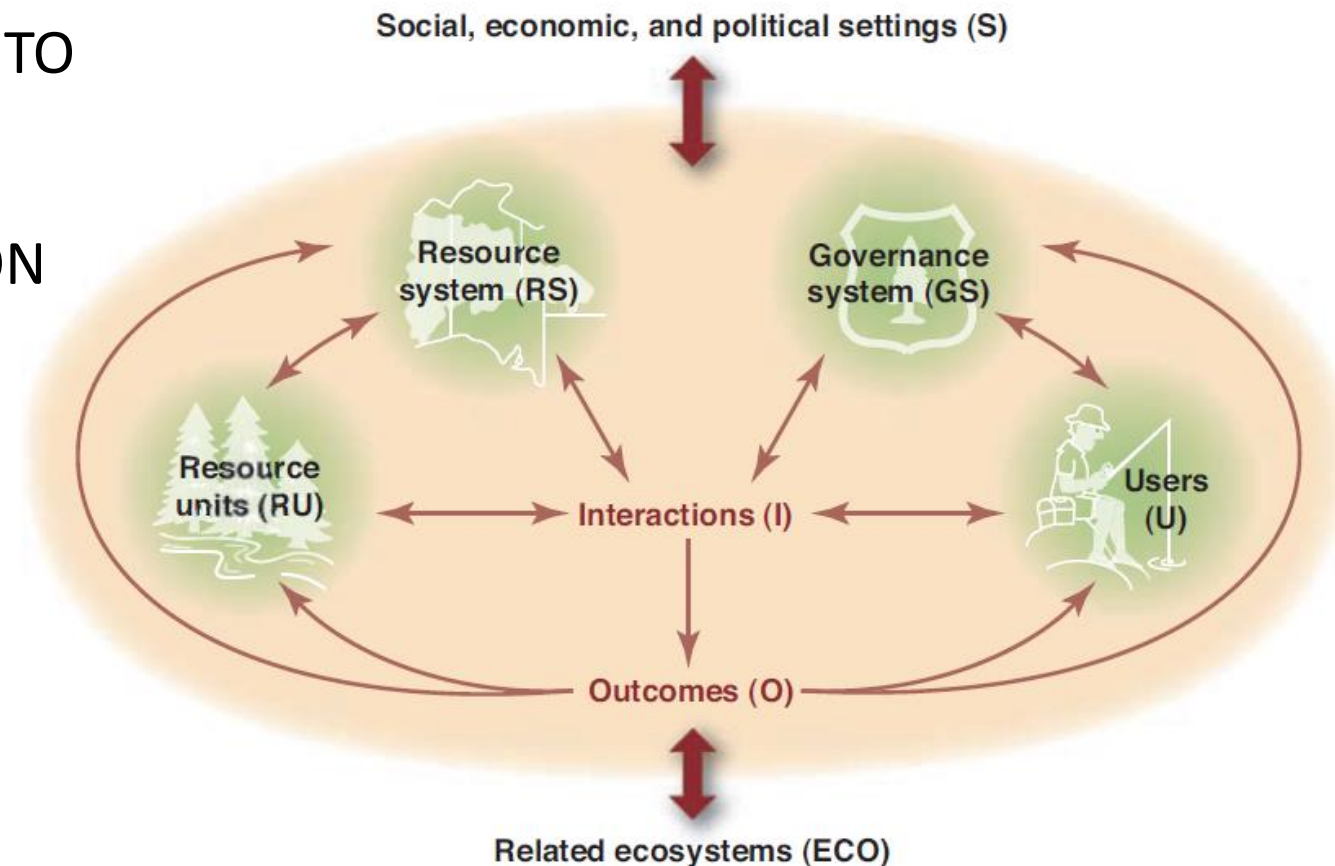 Social, economic, and political settings (S)
TO
ON
Resource
system (RS)
Governance
system (GS)
Resource
units (RU)
Interactions (I)
Users
(U)
Outcomes (O)
Related ecosystems (ECO)